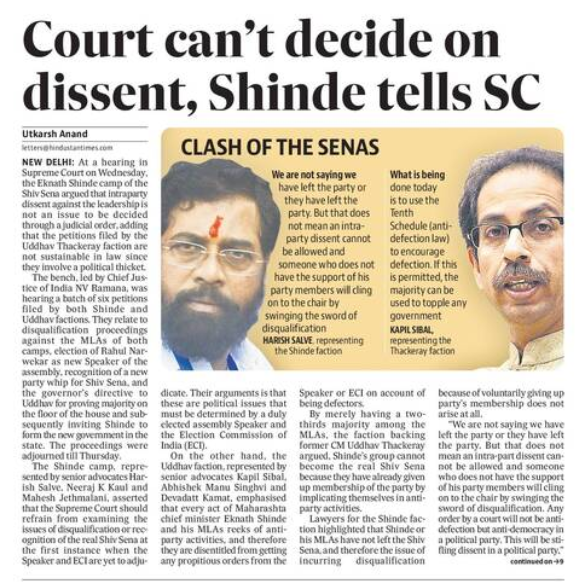 Court can't decide on
dissent, Shinde tells SC
Utkarsh Anand
letters@hindustantimes.com
NEW DELHI: At a hearing in
Supreme Court on Wednesday,
the Eknath Shinde camp of the
Shiv Sena argued that intraparty
dissent against the leadership is
not an issue to be decided
through a judicial order, adding
that the petitions filed by the
Uddhav Thackeray faction are
not sustainable in law since
they involve a political thicket.
The bench, led by Chief Jus-
tice of India NV Ramana, was
hearing a batch of six petitions
filed by both Shinde and
Uddhav factions. They relate to
disqualification proceedings
against the MLAs of both
camps, election of Rahul Nar-
wekar as new Speaker of the
assembly, recognition of a new
party whip for Shiv Sena, and
the governor's directive to
Uddhav for proving majority on
the floor of the house and sub-
sequently inviting Shinde to
form the new government in the
state. The proceedings were
adjourned till Thursday.
The Shinde camp, repre-
sented by senior advocates Har-
ish Salve, Neeraj K Kaul and
Mahesh Jethmalani, asserted
that the Supreme Court should
refrain from examining the
issues of disqualification or rec-
ognition of the real Shiv Sena at
the first instance when the
Speaker and ECI are yet to adju-
CLASH OF THE SENAS
We are not saying we
have left the party or
they have left the
party. But that does
not mean an intra-
party dissent cannot
be allowed and
someone who does not
have the support of his
party members will cling
on to the chair by
swinging the sword of
disqualification
HARISH SALVE, representing
the Shinde faction
What is being
done today
is to use the
Tenth
Schedule (anti-
defection law)
to encourage
defection. If this
is permitted, the
majority can be
used to topple any
government
KAPIL SIBAL,
representing the
Thackeray faction
dicate. Their arguments is that
these are political issues that
must be determined by a duly
elected assembly Speaker and
the Election Commission of
India (ECI).
On the other hand, the
Uddhav faction, represented by
senior advocates Kapil Sibal,
Abhishek Manu Singhvi and
Devadatt Kamat, emphasised
that every act of Maharashta
chief minister Eknath Shinde
and his MLAs reeks of anti-
party activities, and therefore
they are disentitled from getting
any propitious orders from the
Speaker or ECI on account of
being defectors.
By merely having a two-
thirds majority among the
MLAs, the faction backing
former CM Uddhav Thackeray
argued, Shinde's group cannot
become the real Shiv Sena
because they have already given
up membership of the party by
implicating themselves in anti-
party activities.
Lawyers for the Shinde fac-
tion highlighted that Shinde or
his MLAs have not left the Shiv
Sena, and therefore the issue of
incurring disqualification
because of voluntarily giving up
party's membership does not
arise at all.
"We are not saying we have
left the party or they have left
the party. But that does not
mean an intra-part dissent can-
not be allowed and someone
who does not have the support
of his party members will cling
on to the chair by swinging the
sword of disqualification. Any
order by a court will not be anti-
defection but anti-democracy in
a political party. This will be sti-
fling dissent in a political party,"
continued on→9